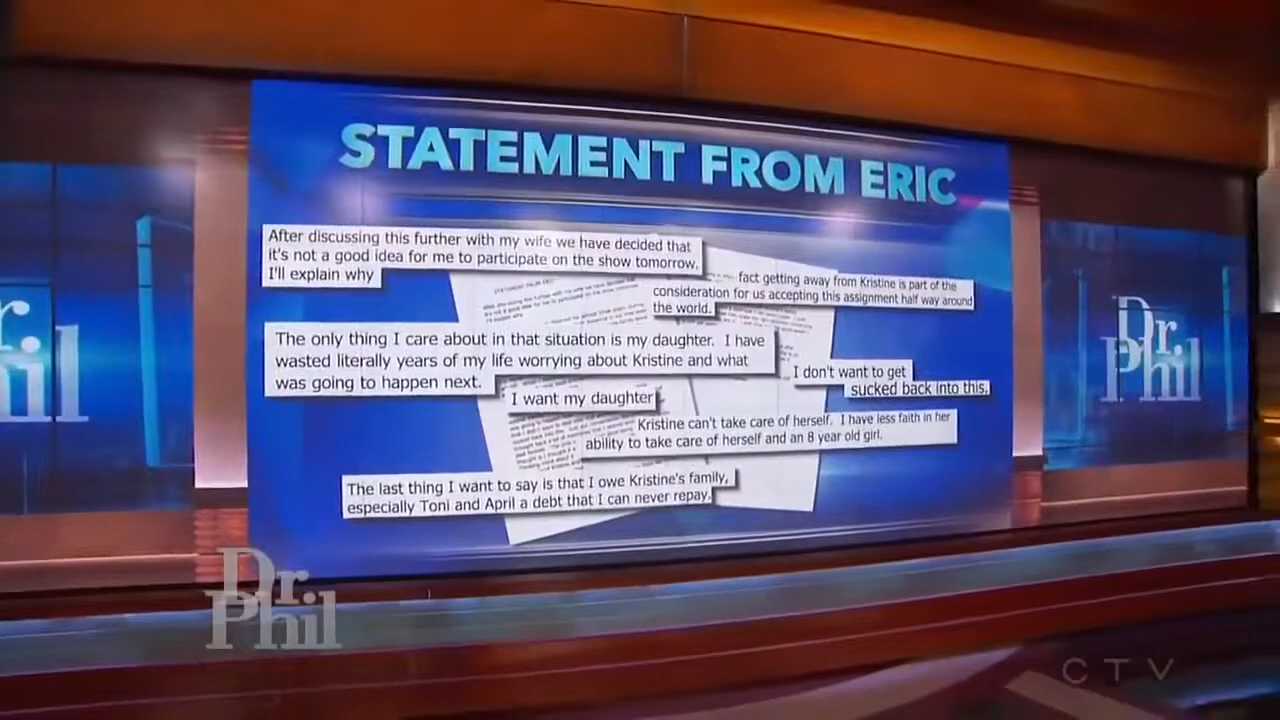 STATEMENT FROM ERIC
After discussing this further with my wife we have decided that
it's not a good idea for me to participate on the show tomorrow.
I'll explain why
fact getting away from Kristine is part of the
consideration for us accepting this assignment half way around
the world.
The only thing I care about in that situation is my daughter. I have
wasted literally years of my life worrying about Kristine and what
was going to happen next.
I don't want to get
sucked back into this.
I want my daughter
Kristine can't take care of herself. I have less faith in her
ability to take care of herself and an 8 year old girl.
The last thing I want to say is that I owe Kristine's family,
especially Toni and April a debt that I can never repay.
r.
hil
Dr.
Phil
Dr.
Phil
CTV